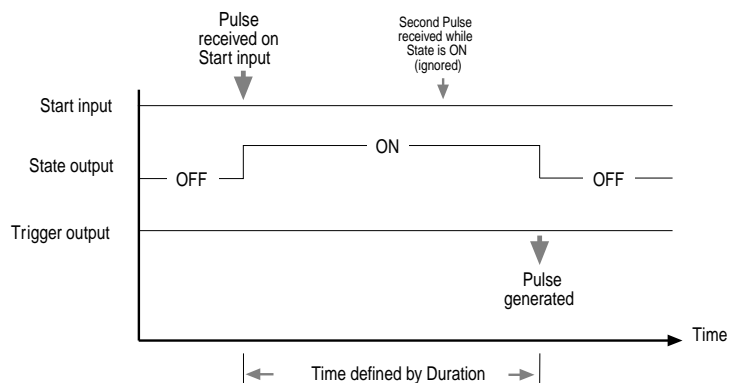 Pulse
received on
Start input
Second Pulse
received while
State is ON
(ignored)
Start input
State output
OFF
ON
OFF
Trigger output
Pulse
generated
Time
Time defined by Duration